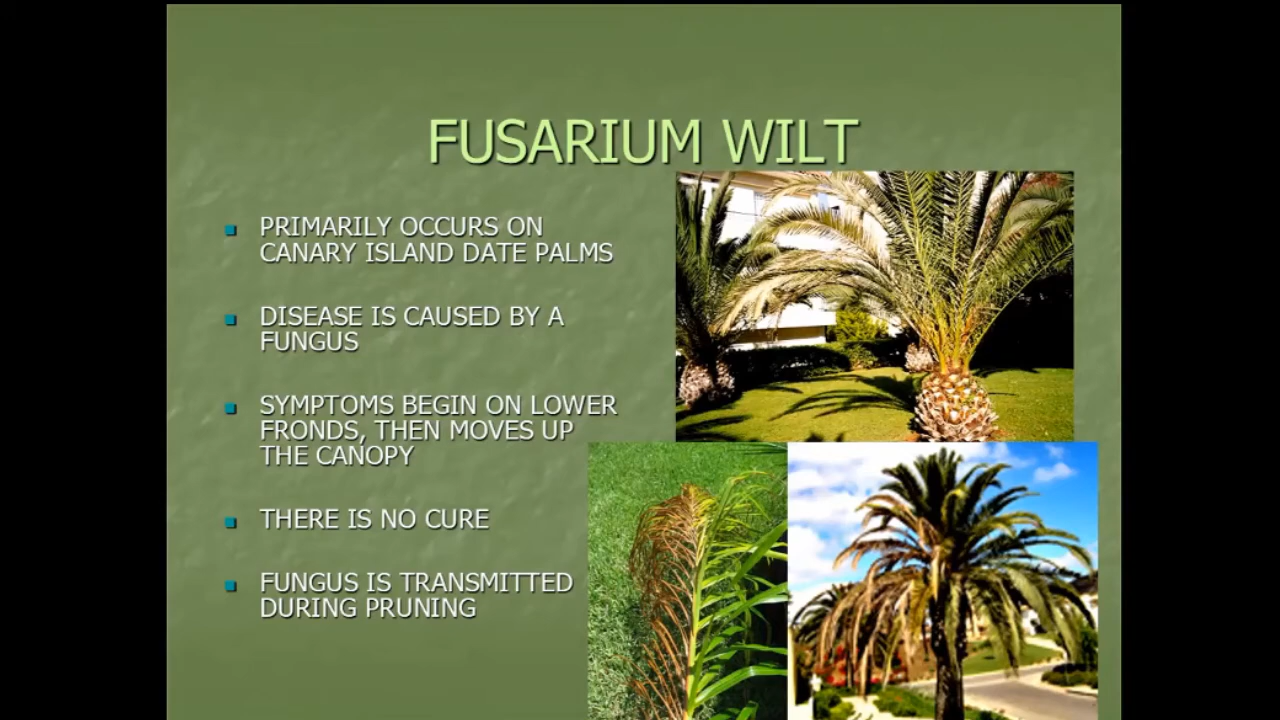 FUSARIUM WILT
PRIMARILY OCCURS ON
CANARY ISLAND DATE PALMS
DISEASE IS CAUSED BY A
FUNGUS
SYMPTOMS BEGIN ON LOWER
FRONDS, THEN MOVES UP
THE CANOPY
THERE IS NO CURE
FUNGUS IS TRANSMITTED
DURING PRUNING